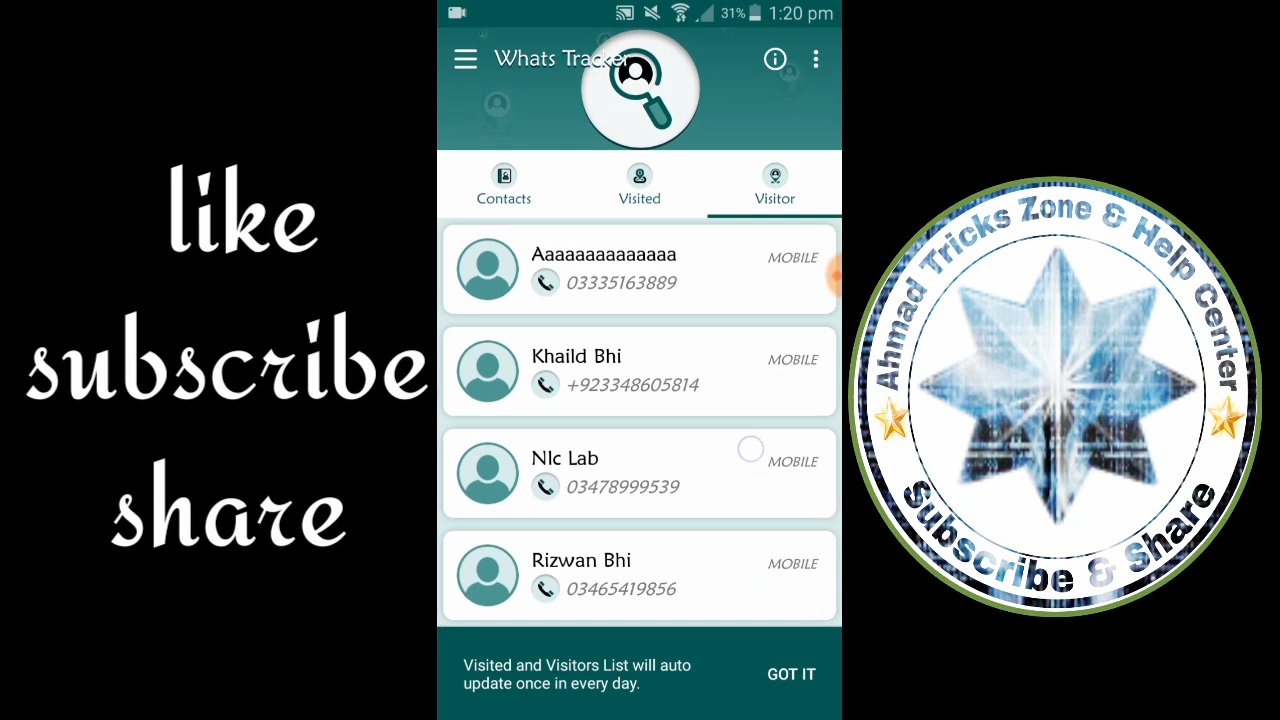 like
subscribe
share
31% 1:20 pm
Whats Tracker
Contacts
Visited
Visitor
Aaaaaaaaaaaaaa
MOBILE
03335163889
Khaild Bhi
MOBILE
+923348605814
Nlc Lab
MOBILE
03478999539
Rizwan Bhi
MOBILE
03465419856
Visited and Visitors List will auto
update once in every day.
GOT IT
Ahmad Tricks Zone & Help Center
Subscribe & Share